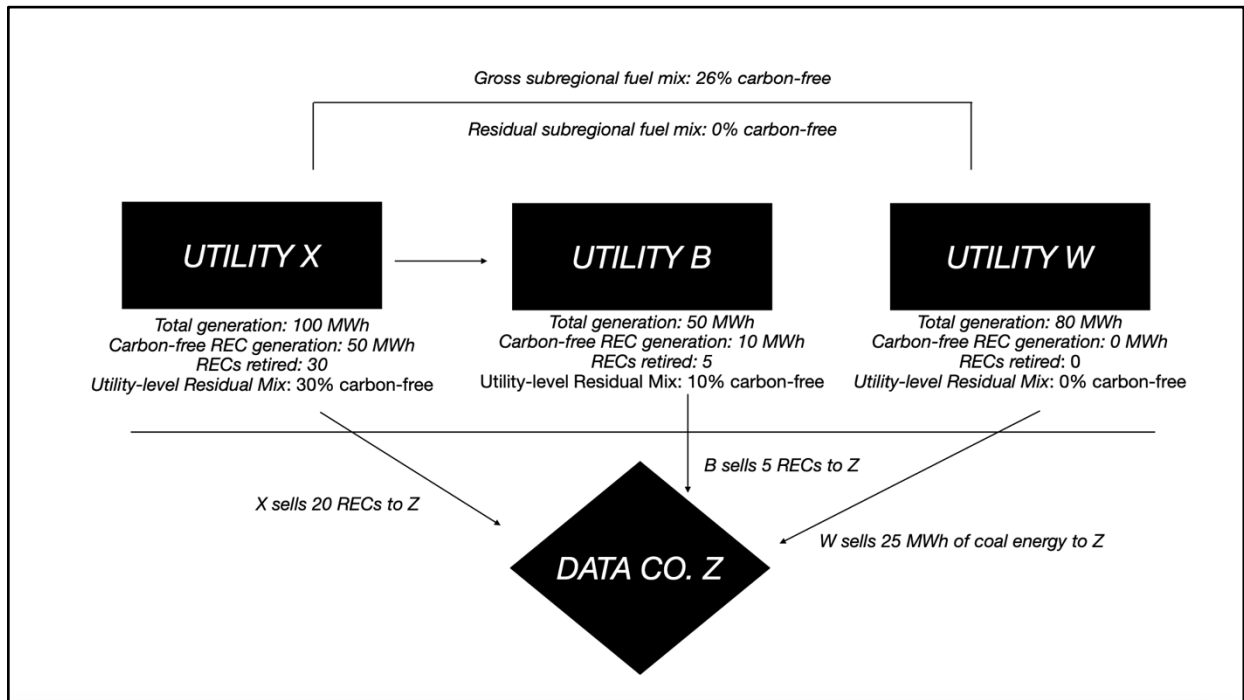 Gross subregional fuel mix: 26% carbon-free
Residual subregional fuel mix: 0% carbon-free
UTILITY X
Total generation: 100 MWh
Carbon-free REC generation: 50 MWh
RECs retired: 30
Utility-level Residual Mix: 30% carbon-free
UTILITY B
Total generation: 50 MWh
Carbon-free REC generation: 10 MWh
RECs retired: 5
Utility-level Residual Mix: 10% carbon-free
UTILITY W
Total generation: 80 MWh
Carbon-free REC generation: 0 MWh
RECs retired: 0
Utility-level Residual Mix: 0% carbon-free
X sells 20 RECs to Z
B sells 5 RECs to Z
W sells 25 MWh of coal energy to Z
DATA CO. Z